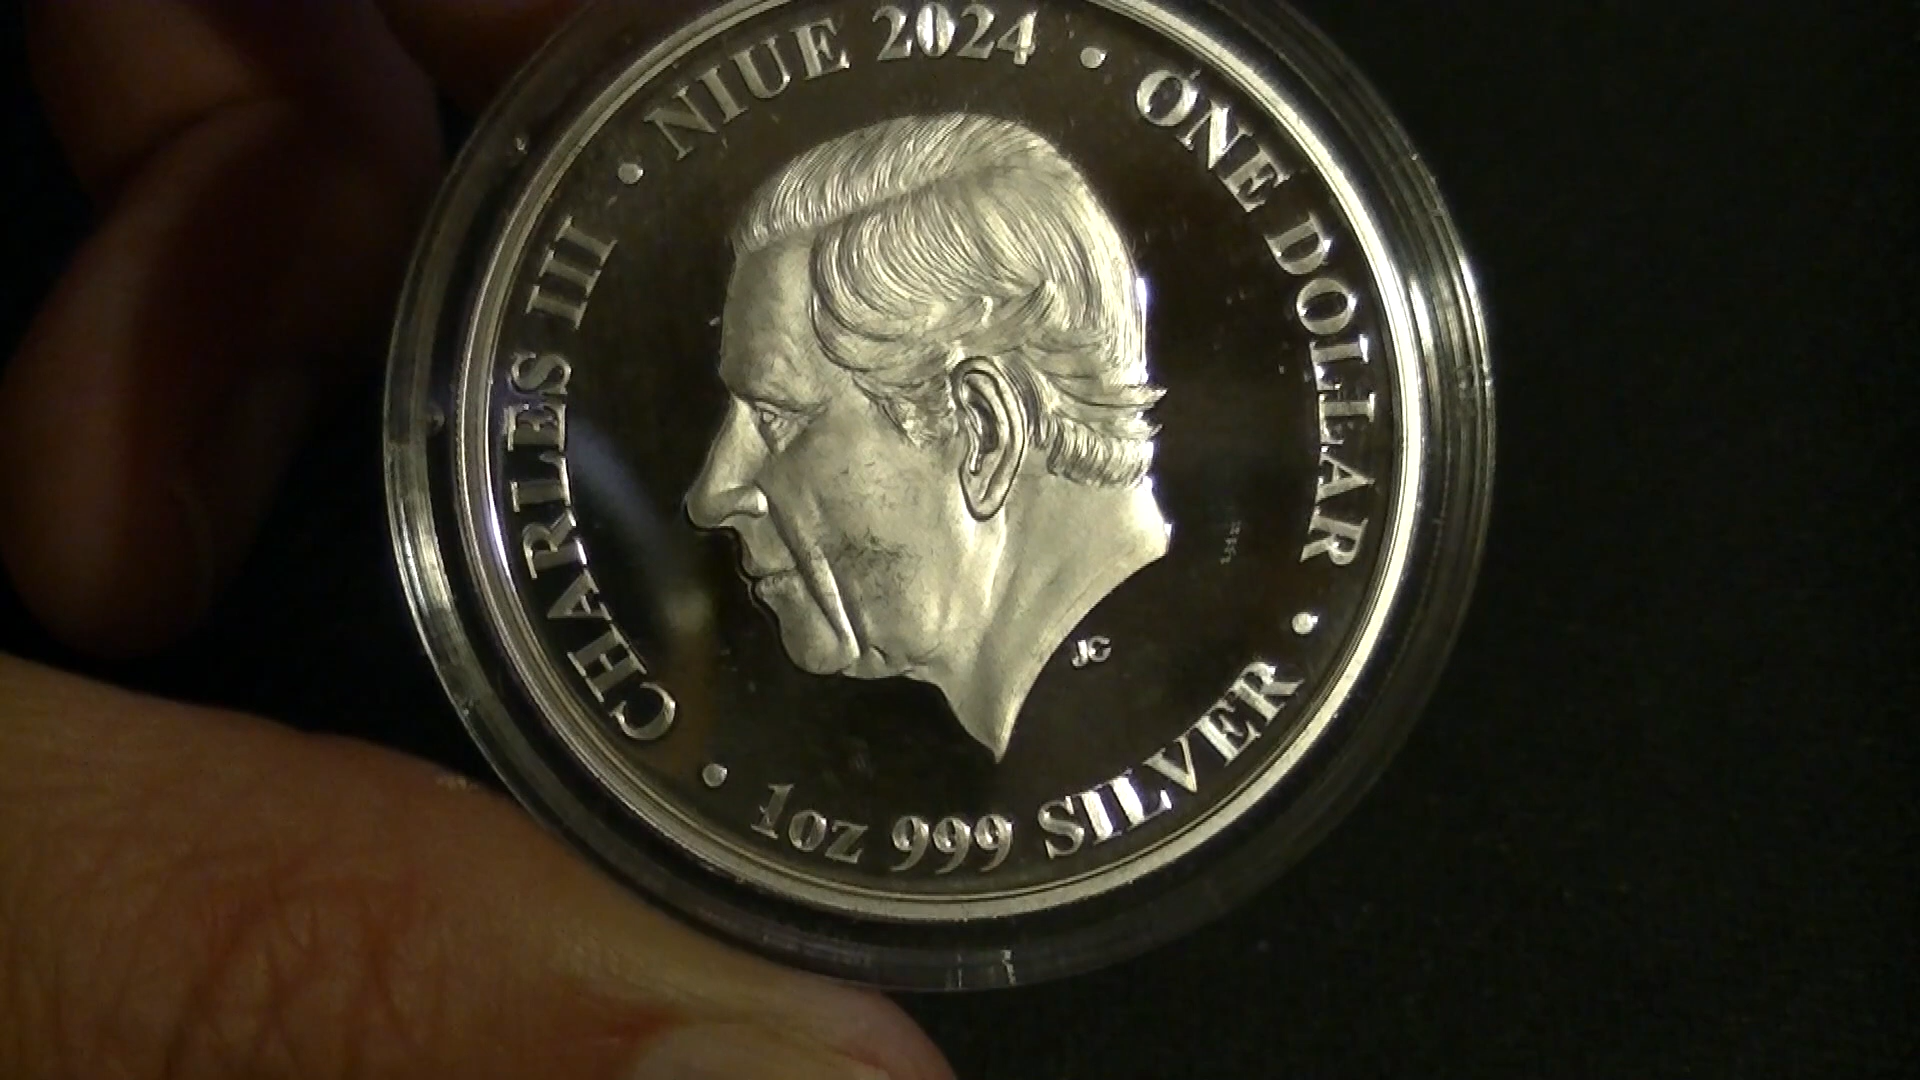 CHARLES III • NIUE 2024 • ONE DOLLAR • 1oz 999 SILVER •
JC